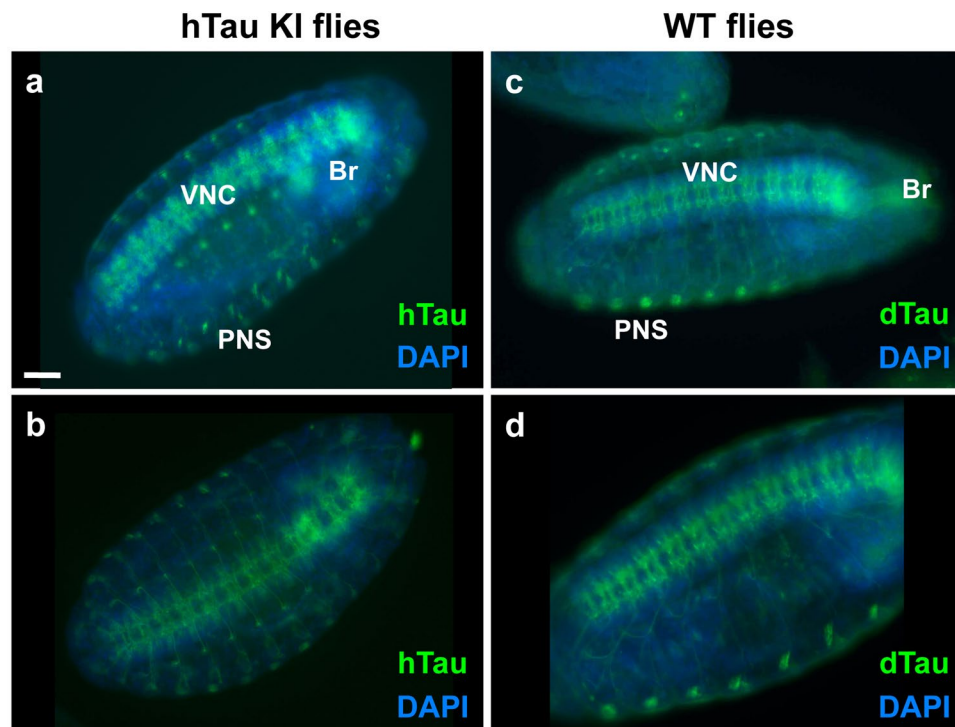 hTau KI flies
WT flies
a
VNC
Br
PNS
hTau
DAPI
c
VNC
Br
PNS
dTau
DAPI
b
hTau
DAPI
d
dTau
DAPI